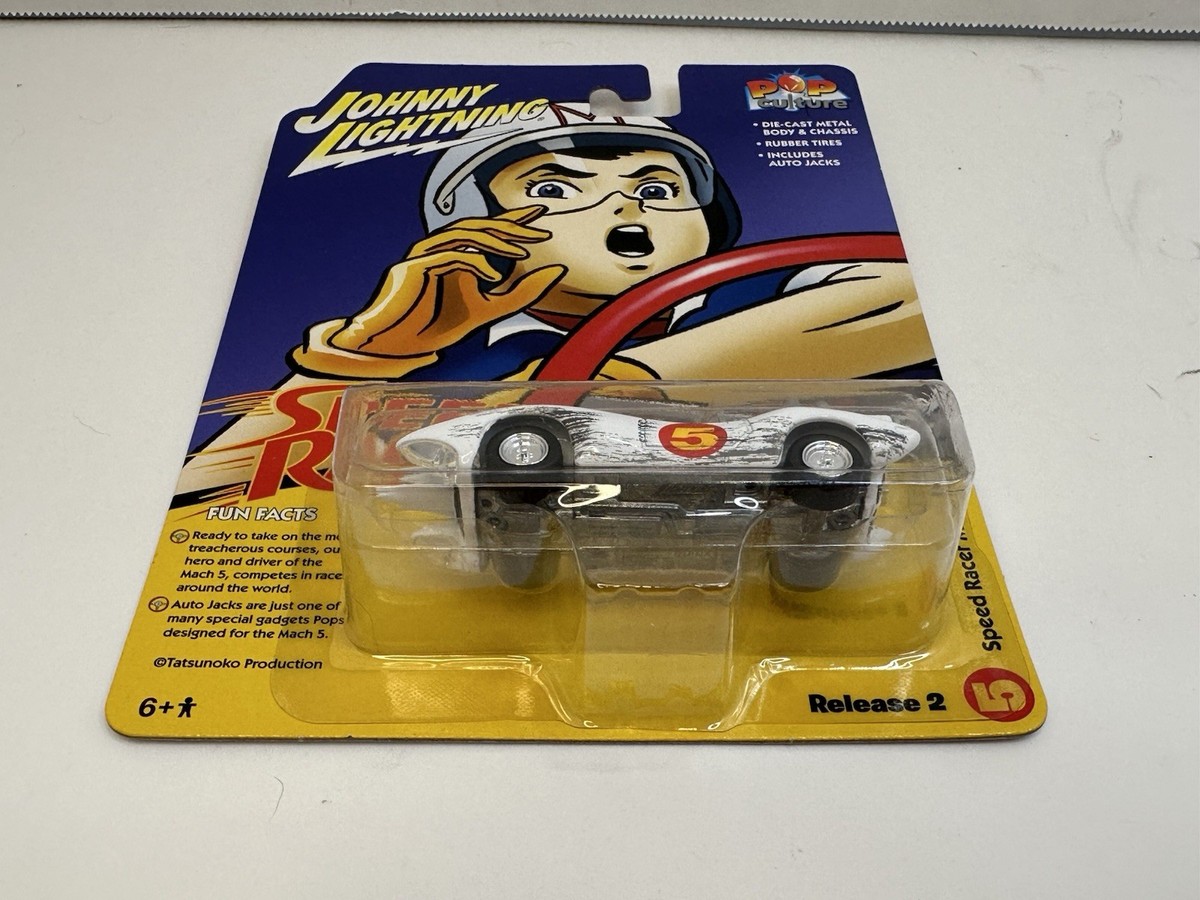 JOHNNY
LIGHTNING
M
POP
culture
• DIE-CAST METAL
BODY & CHASSIS
• RUBBER TIRES
• INCLUDES
AUTO JACKS
5
FUN FACTS
Ready to take on the
treacherous courses,
hero and driver of the
Mach 5, competes in
around the world.
Auto Jacks are just one of
many special gadgets Pops
designed for the Mach 5.
©Tatsunoko Production
6+
Release 2
5
Speed Racer